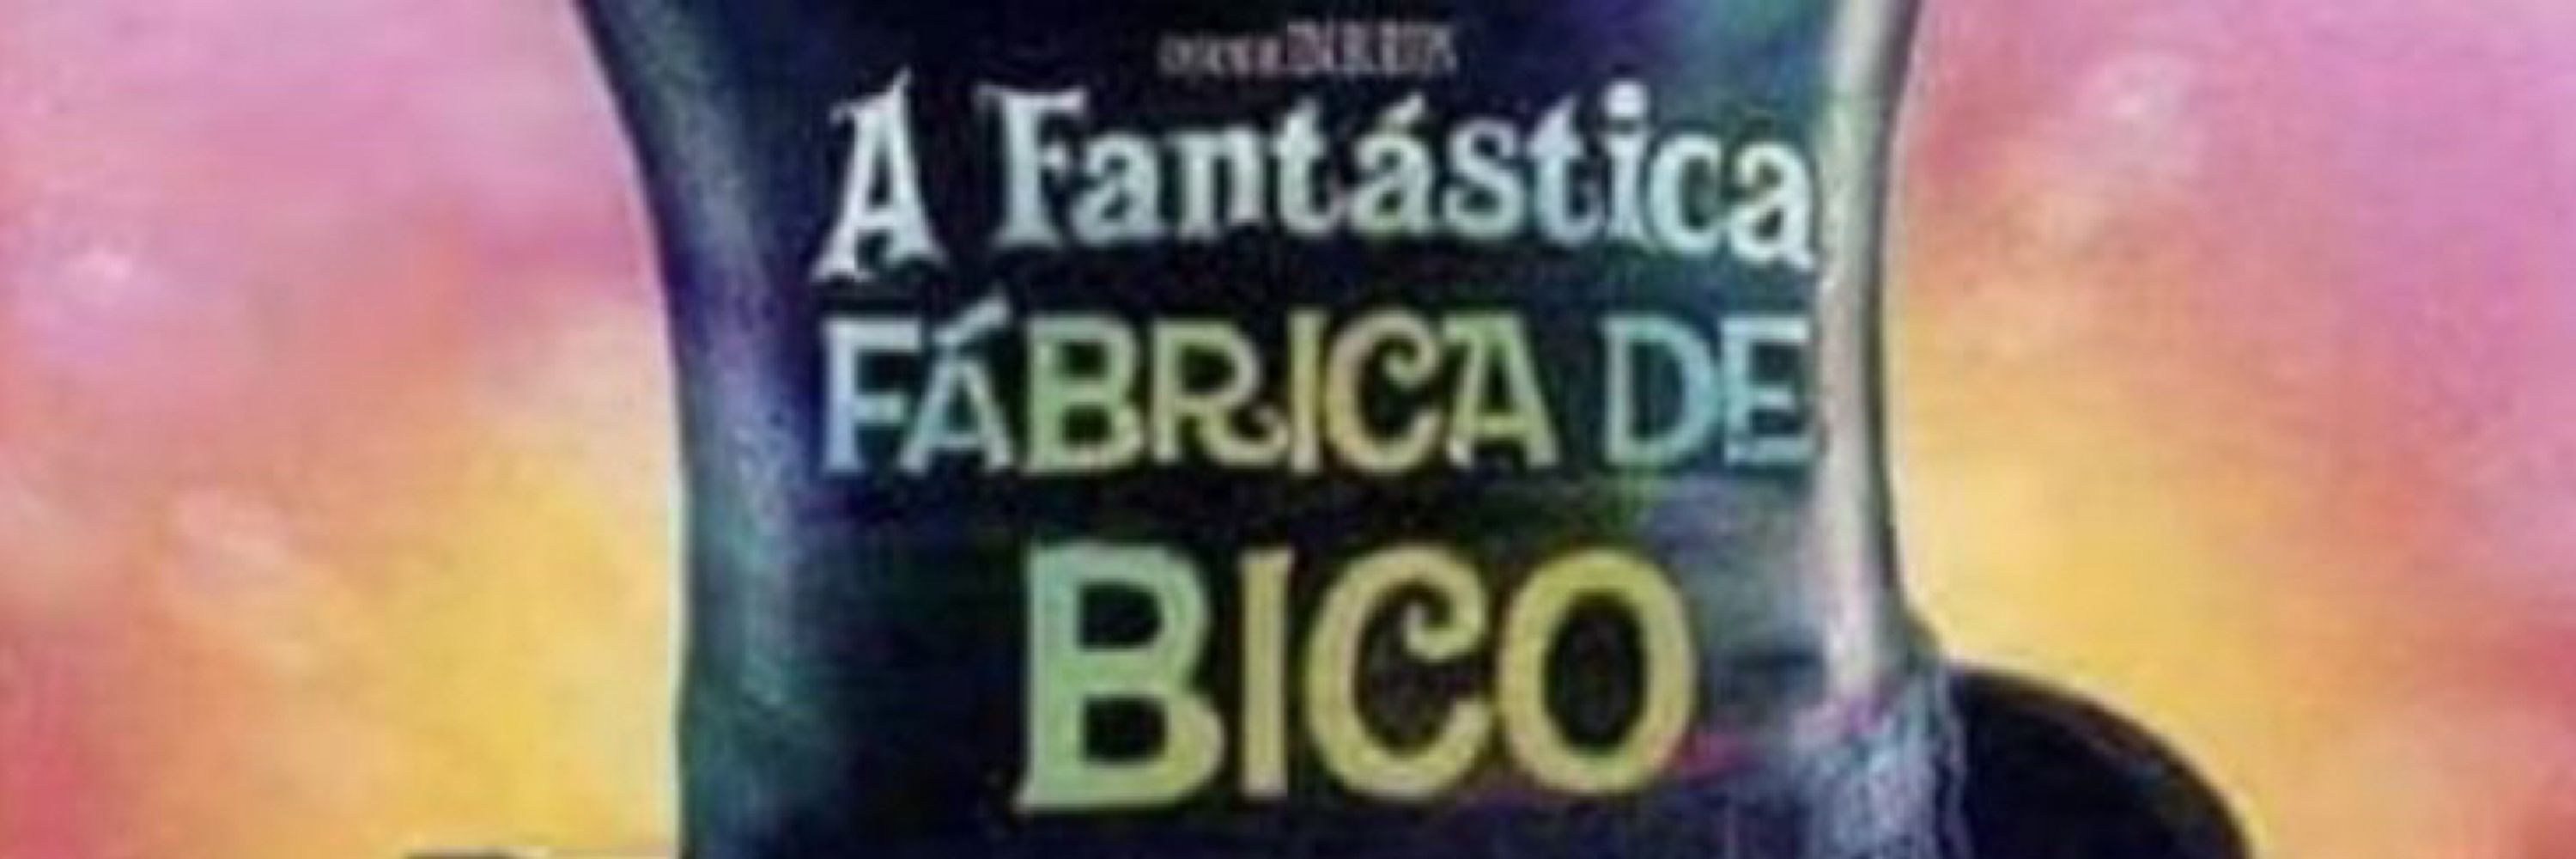 A Fantástica
FÁBRICA DE
BICO